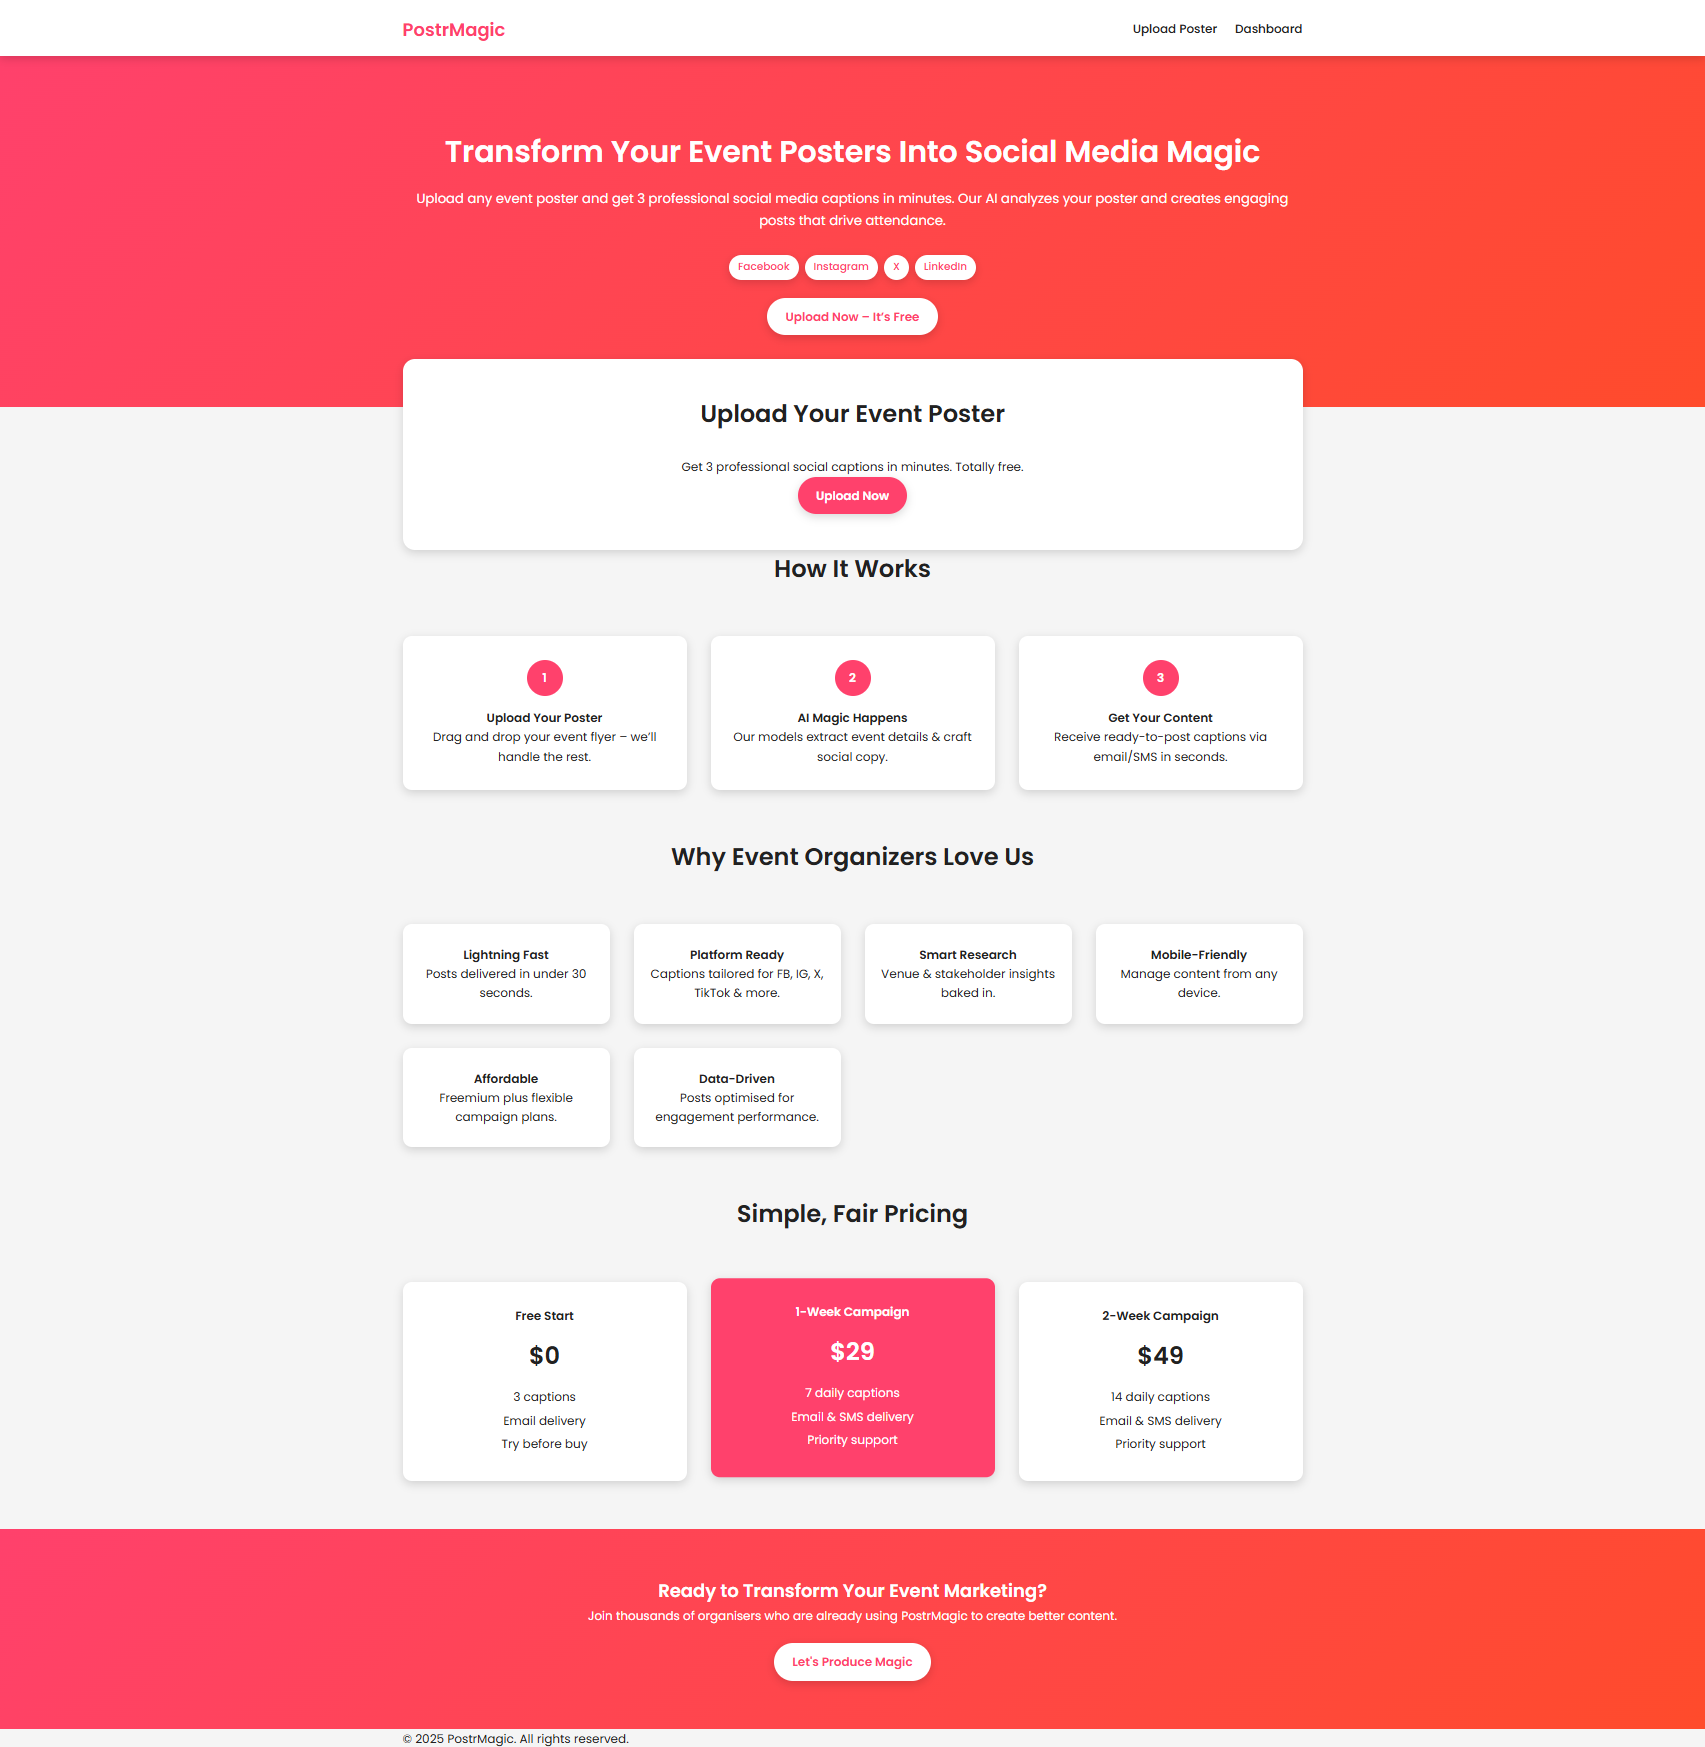 PostrMagic
Upload Poster
Dashboard
Transform Your Event Posters Into Social Media Magic
Upload any event poster and get 3 professional social media captions in minutes. Our AI analyzes your poster and creates engaging
posts that drive attendance.
Facebook
Instagram
X
LinkedIn
Upload Now – It's Free
Upload Your Event Poster
Get 3 professional social captions in minutes. Totally free.
Upload Now
How It Works
1
Upload Your Poster
Drag and drop your event flyer – we'll
handle the rest.
2
AI Magic Happens
Our models extract event details & craft
social copy.
3
Get Your Content
Receive ready-to-post captions via
email/SMS in seconds.
Why Event Organizers Love Us
Lightning Fast
Posts delivered in under 30
seconds.
Platform Ready
Captions tailored for FB, IG, X,
TikTok & more.
Smart Research
Venue & stakeholder insights
baked in.
Mobile-Friendly
Manage content from any
device.
Affordable
Freemium plus flexible
campaign plans.
Data-Driven
Posts optimised for
engagement performance.
Simple, Fair Pricing
Free Start
$0
3 captions
Email delivery
Try before buy
1-Week Campaign
$29
7 daily captions
Email & SMS delivery
Priority support
2-Week Campaign
$49
14 daily captions
Email & SMS delivery
Priority support
Ready to Transform Your Event Marketing?
Join thousands of organisers who are already using PostrMagic to create better content.
Let's Produce Magic
© 2025 PostrMagic. All rights reserved.